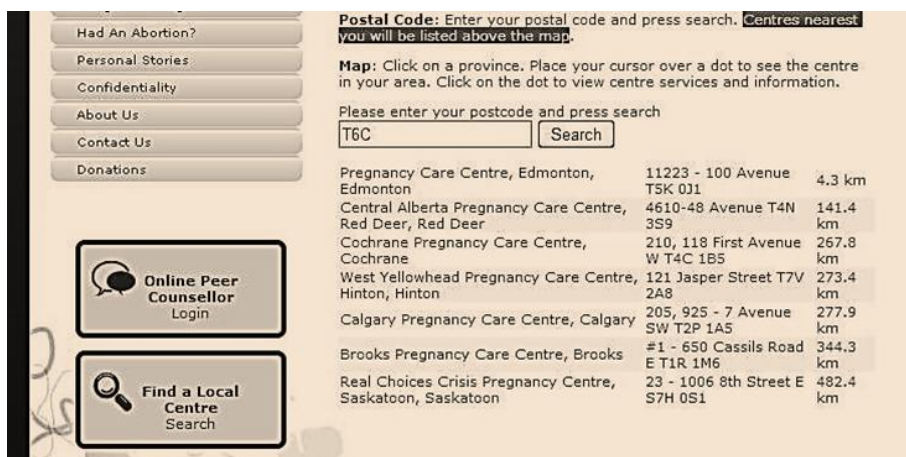 Had An Abortion?
Personal Stories
Confidentiality
About Us
Contact Us
Donations
Online Peer
Counsellor
Login
Find a Local
Centre
Search
Postal Code: Enter your postal code and press search. Centres nearest
you will be listed above the map.
Map: Click on a province. Place your cursor over a dot to see the centre
in your area. Click on the dot to view centre services and information.
Please enter your postcode and press search
T6C Search
Pregnancy Care Centre, Edmonton, 11223 - 100 Avenue 4.3 km
Edmonton T5K 0J1
Central Alberta Pregnancy Care Centre, 4610-48 Avenue T4N 141.4
Red Deer, Red Deer 3S9 km
Cochrane Pregnancy Care Centre, 210, 118 First Avenue 267.8
Cochrane W T4C 1B5 km
West Yellowhead Pregnancy Care Centre, 121 Jasper Street T7V 273.4
Hinton, Hinton 2A8 km
Calgary Pregnancy Care Centre, Calgary 205, 925 - 7 Avenue 277.9
SW T2P 1A5 km
Brooks Pregnancy Care Centre, Brooks #1 - 650 Cassils Road 344.3
E T1R 1M6 km
Real Choices Crisis Pregnancy Centre, 23 - 1006 8th Street E 482.4
Saskatoon, Saskatoon S7H 0S1 km